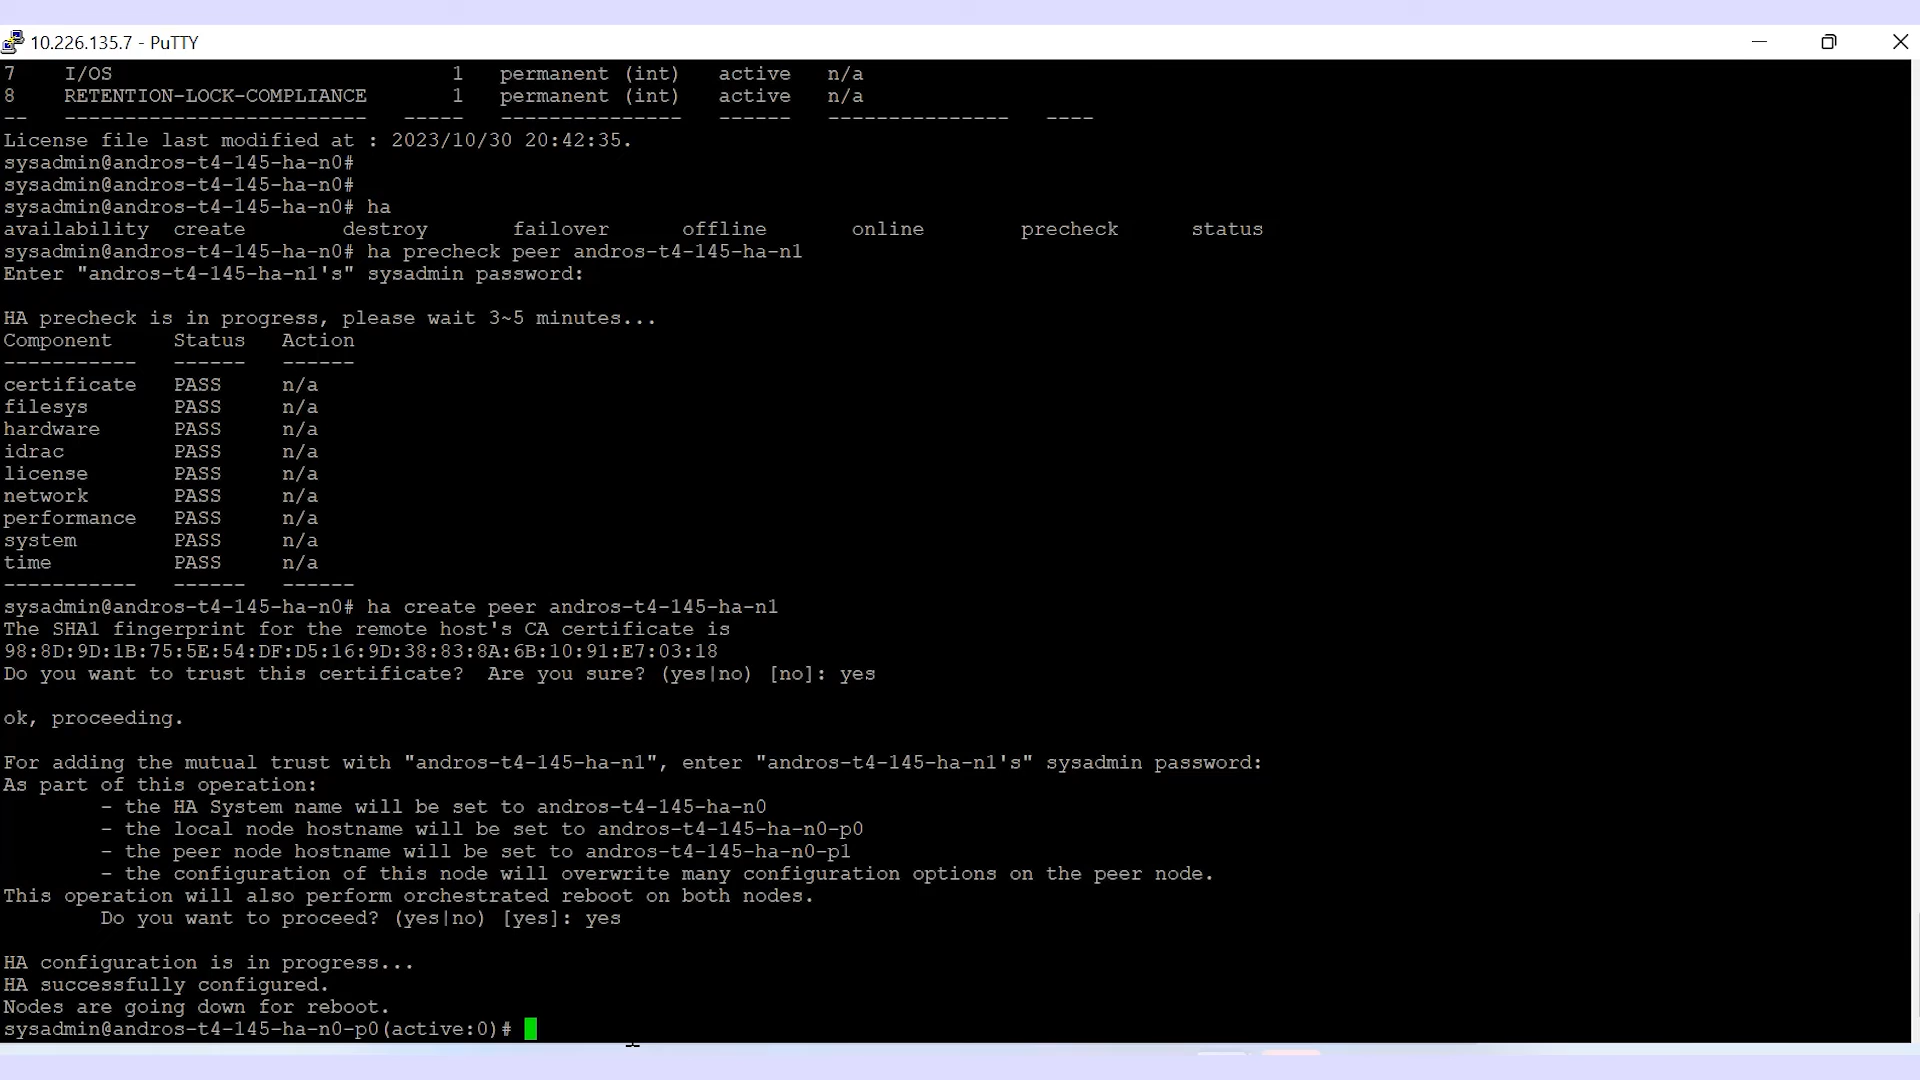 10.226.135.7 - PuTTY
7    I/OS                             1   permanent (int)   active   n/a
8    RETENTION-LOCK-COMPLIANCE        1   permanent (int)   active   n/a
--   -------------------------   -----   ---------------   ------   ---------------   ----
License file last modified at : 2023/10/30 20:42:35.
sysadmin@andros-t4-145-ha-n0#
sysadmin@andros-t4-145-ha-n0#
sysadmin@andros-t4-145-ha-n0# ha
availability  create        destroy       failover      offline       online        precheck      status
sysadmin@andros-t4-145-ha-n0# ha precheck peer andros-t4-145-ha-n1
Enter "andros-t4-145-ha-n1's" sysadmin password:
HA precheck is in progress, please wait 3~5 minutes...
Component     Status   Action
-----------   ------   ------
certificate   PASS     n/a
filesys       PASS     n/a
hardware      PASS     n/a
idrac         PASS     n/a
license       PASS     n/a
network       PASS     n/a
performance   PASS     n/a
system        PASS     n/a
time          PASS     n/a
-----------   ------   ------
sysadmin@andros-t4-145-ha-n0# ha create peer andros-t4-145-ha-n1
The SHA1 fingerprint for the remote host's CA certificate is
98:8D:9D:1B:75:5E:54:DF:D5:16:9D:38:83:8A:6B:10:91:E7:03:18
Do you want to trust this certificate?  Are you sure? (yes|no) [no]: yes
ok, proceeding.
For adding the mutual trust with "andros-t4-145-ha-n1", enter "andros-t4-145-ha-n1's" sysadmin password:
As part of this operation:
        - the HA System name will be set to andros-t4-145-ha-n0
        - the local node hostname will be set to andros-t4-145-ha-n0-p0
        - the peer node hostname will be set to andros-t4-145-ha-n0-p1
        - the configuration of this node will overwrite many configuration options on the peer node.
This operation will also perform orchestrated reboot on both nodes.
        Do you want to proceed? (yes|no) [yes]: yes
HA configuration is in progress...
HA successfully configured.
Nodes are going down for reboot.
sysadmin@andros-t4-145-ha-n0-p0(active:0)#